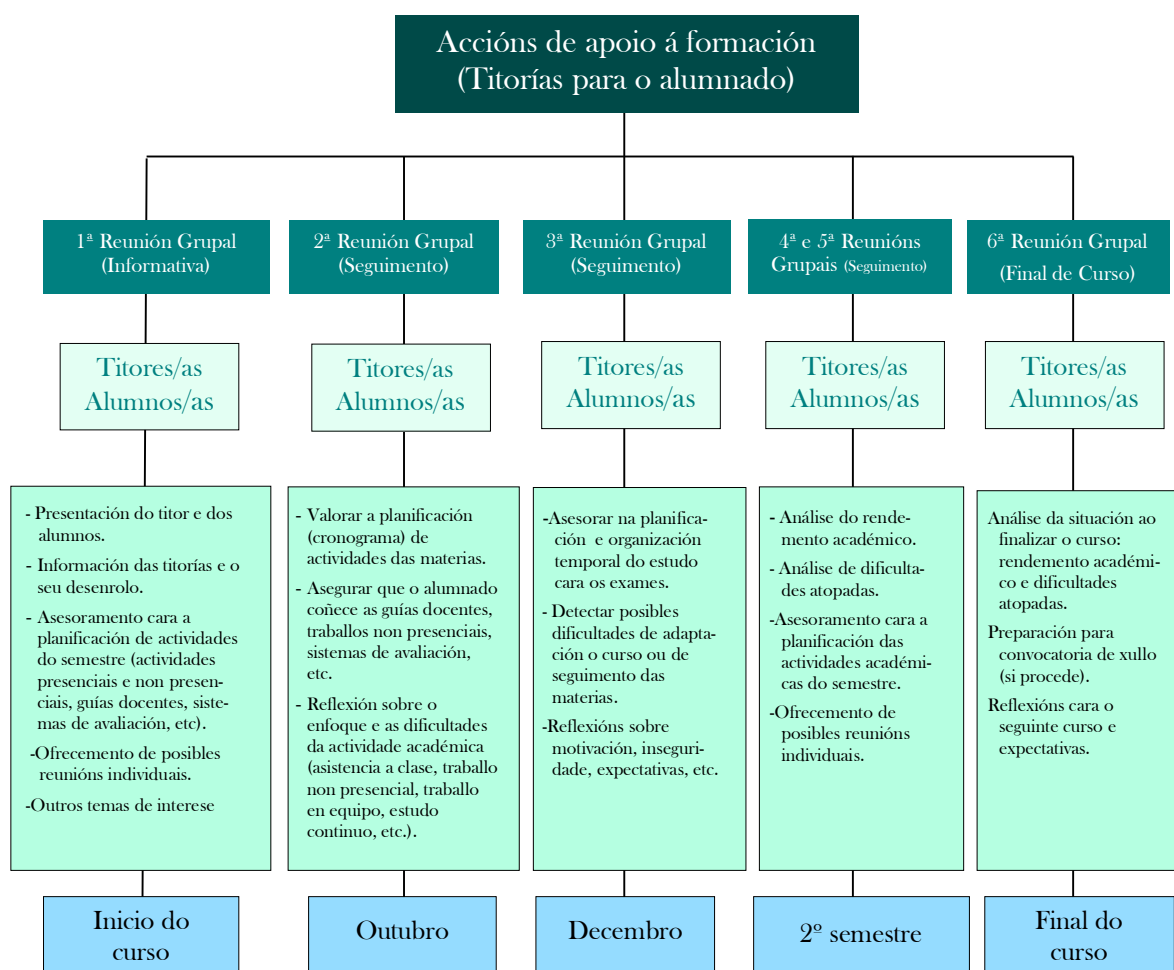 Accións de apoio á formación
(Titorías para o alumnado)
1ª Reunión Grupal
(Informativa)
2ª Reunión Grupal
(Seguimento)
3ª Reunión Grupal
(Seguimento)
4ª e 5ª Reunións
Grupais (Seguimento)
6ª Reunión Grupal
(Final de Curso)
Titores/as
Alumnos/as
Titores/as
Alumnos/as
Titores/as
Alumnos/as
Titores/as
Alumnos/as
Titores/as
Alumnos/as
- Presentación do titor e dos
alumnos.
- Información das titorías e o
seu desenrolo.
- Asesoramento cara a
planificación de actividades
do semestre (actividades
presenciais e non presen-
ciais, guías docentes, siste-
mas de avaliación, etc).
-Ofrecemento de posibles
reunións individuais.
-Outros temas de interese
- Valorar a planificación
(cronograma) de
actividades das materias.
- Asegurar que o alumnado
coñece as guías docentes,
traballos non presenciais,
sistemas de avaliación,
etc.
- Reflexión sobre o
enfoque e as dificultades
da actividade académica
(asistencia a clase, traballo
non presencial, traballo
en equipo, estudo
continuo, etc.).
-Asesorar na planifica-
ción e organización
temporal do estudo
cara os exames.
- Detectar posibles
dificultades de adapta-
ción o curso ou de
seguimento das
materias.
-Reflexións sobre
motivación, inseguri-
dade, expectativas, etc.
- Análise do rende-
mento académico.
- Análise de dificulta-
des atopadas.
-Asesoramento cara a
planificación das
actividades académi-
cas do semestre.
-Ofrecemento de
posibles reunións
individuais.
Análise da situación ao
finalizar o curso:
rendemento académico
e dificultades
atopadas.
Preparación para
convocatoria de xullo
(si procede).
Reflexións cara o
seguinte curso e
expectativas.
Inicio do
curso
Outubro
Decembro
2º semestre
Final do
curso